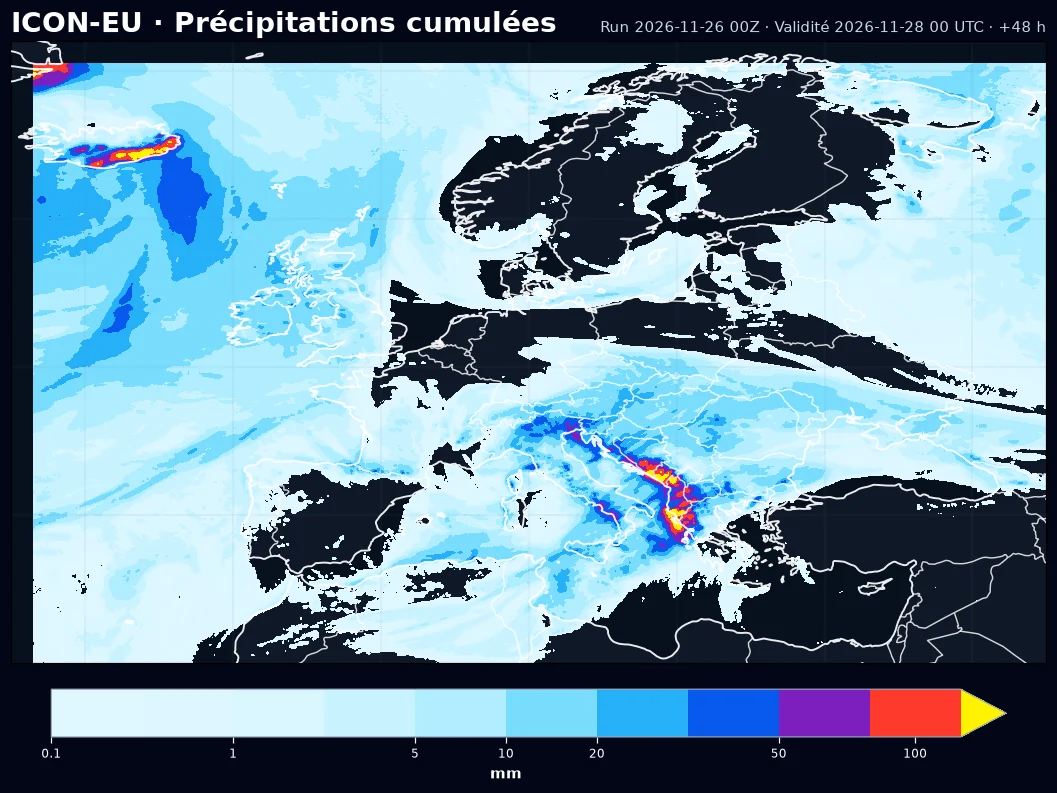 ICON-EU · Précipitations cumulées
Run 2026-11-26 00Z · Validité 2026-11-28 00 UTC · +48 h
0.1 1 5 10 20 50 100
mm